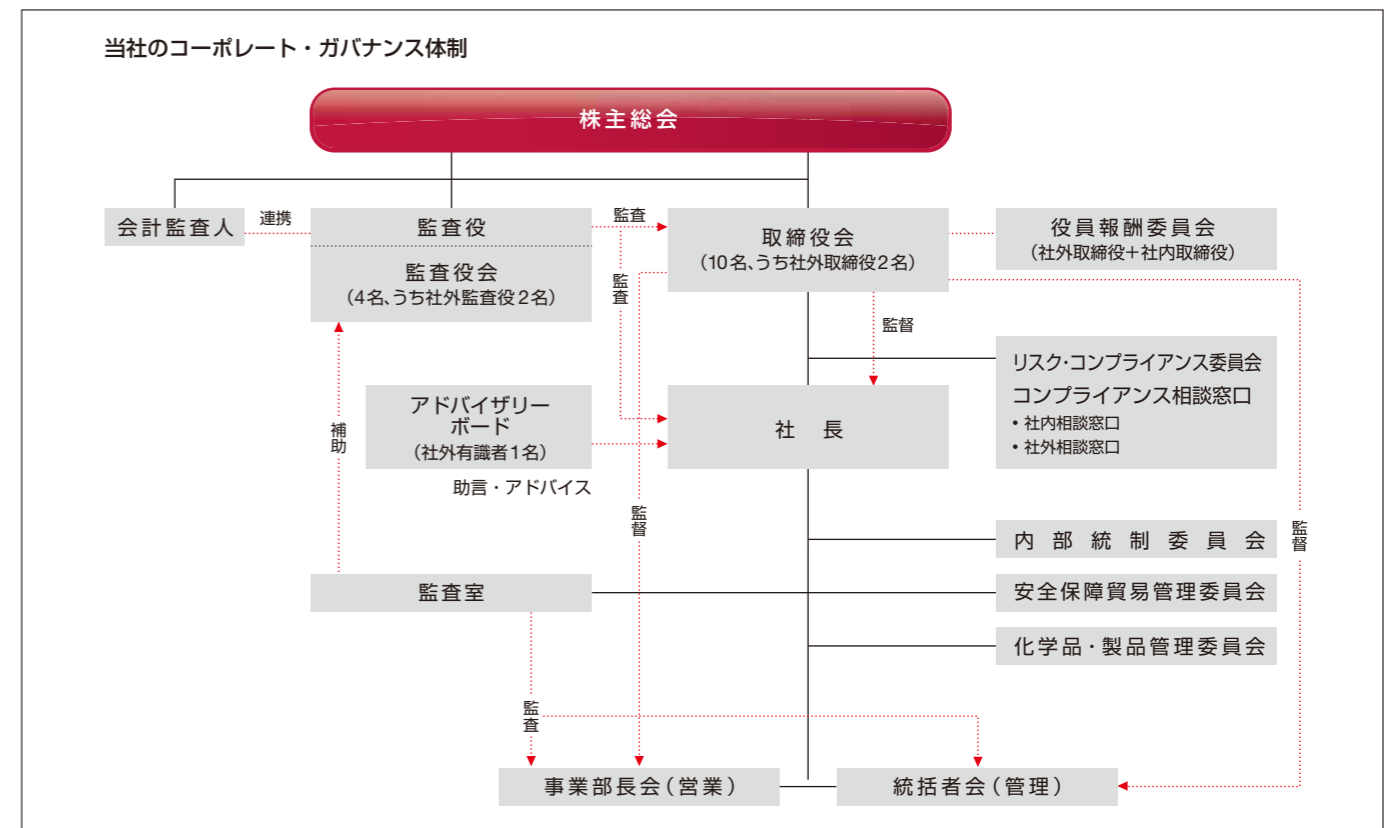 当社のコーポレート・ガバナンス体制
株主総会
会計監査人
連携
監査役
監査役会
(4名、うち社外監査役2名)
監査
監査
取締役会
(10名、うち社外取締役2名)
役員報酬委員会
(社外取締役+社内取締役)
監督
リスク・コンプライアンス委員会
コンプライアンス相談窓口
• 社内相談窓口
• 社外相談窓口
補助
アドバイザリー
ボード
(社外有識者1名)
助言・アドバイス
社 長
監督
監督
内部統制委員会
監査室
安全保障貿易管理委員会
化学品・製品管理委員会
監査
事業部長会(営業)
統括者会(管理)